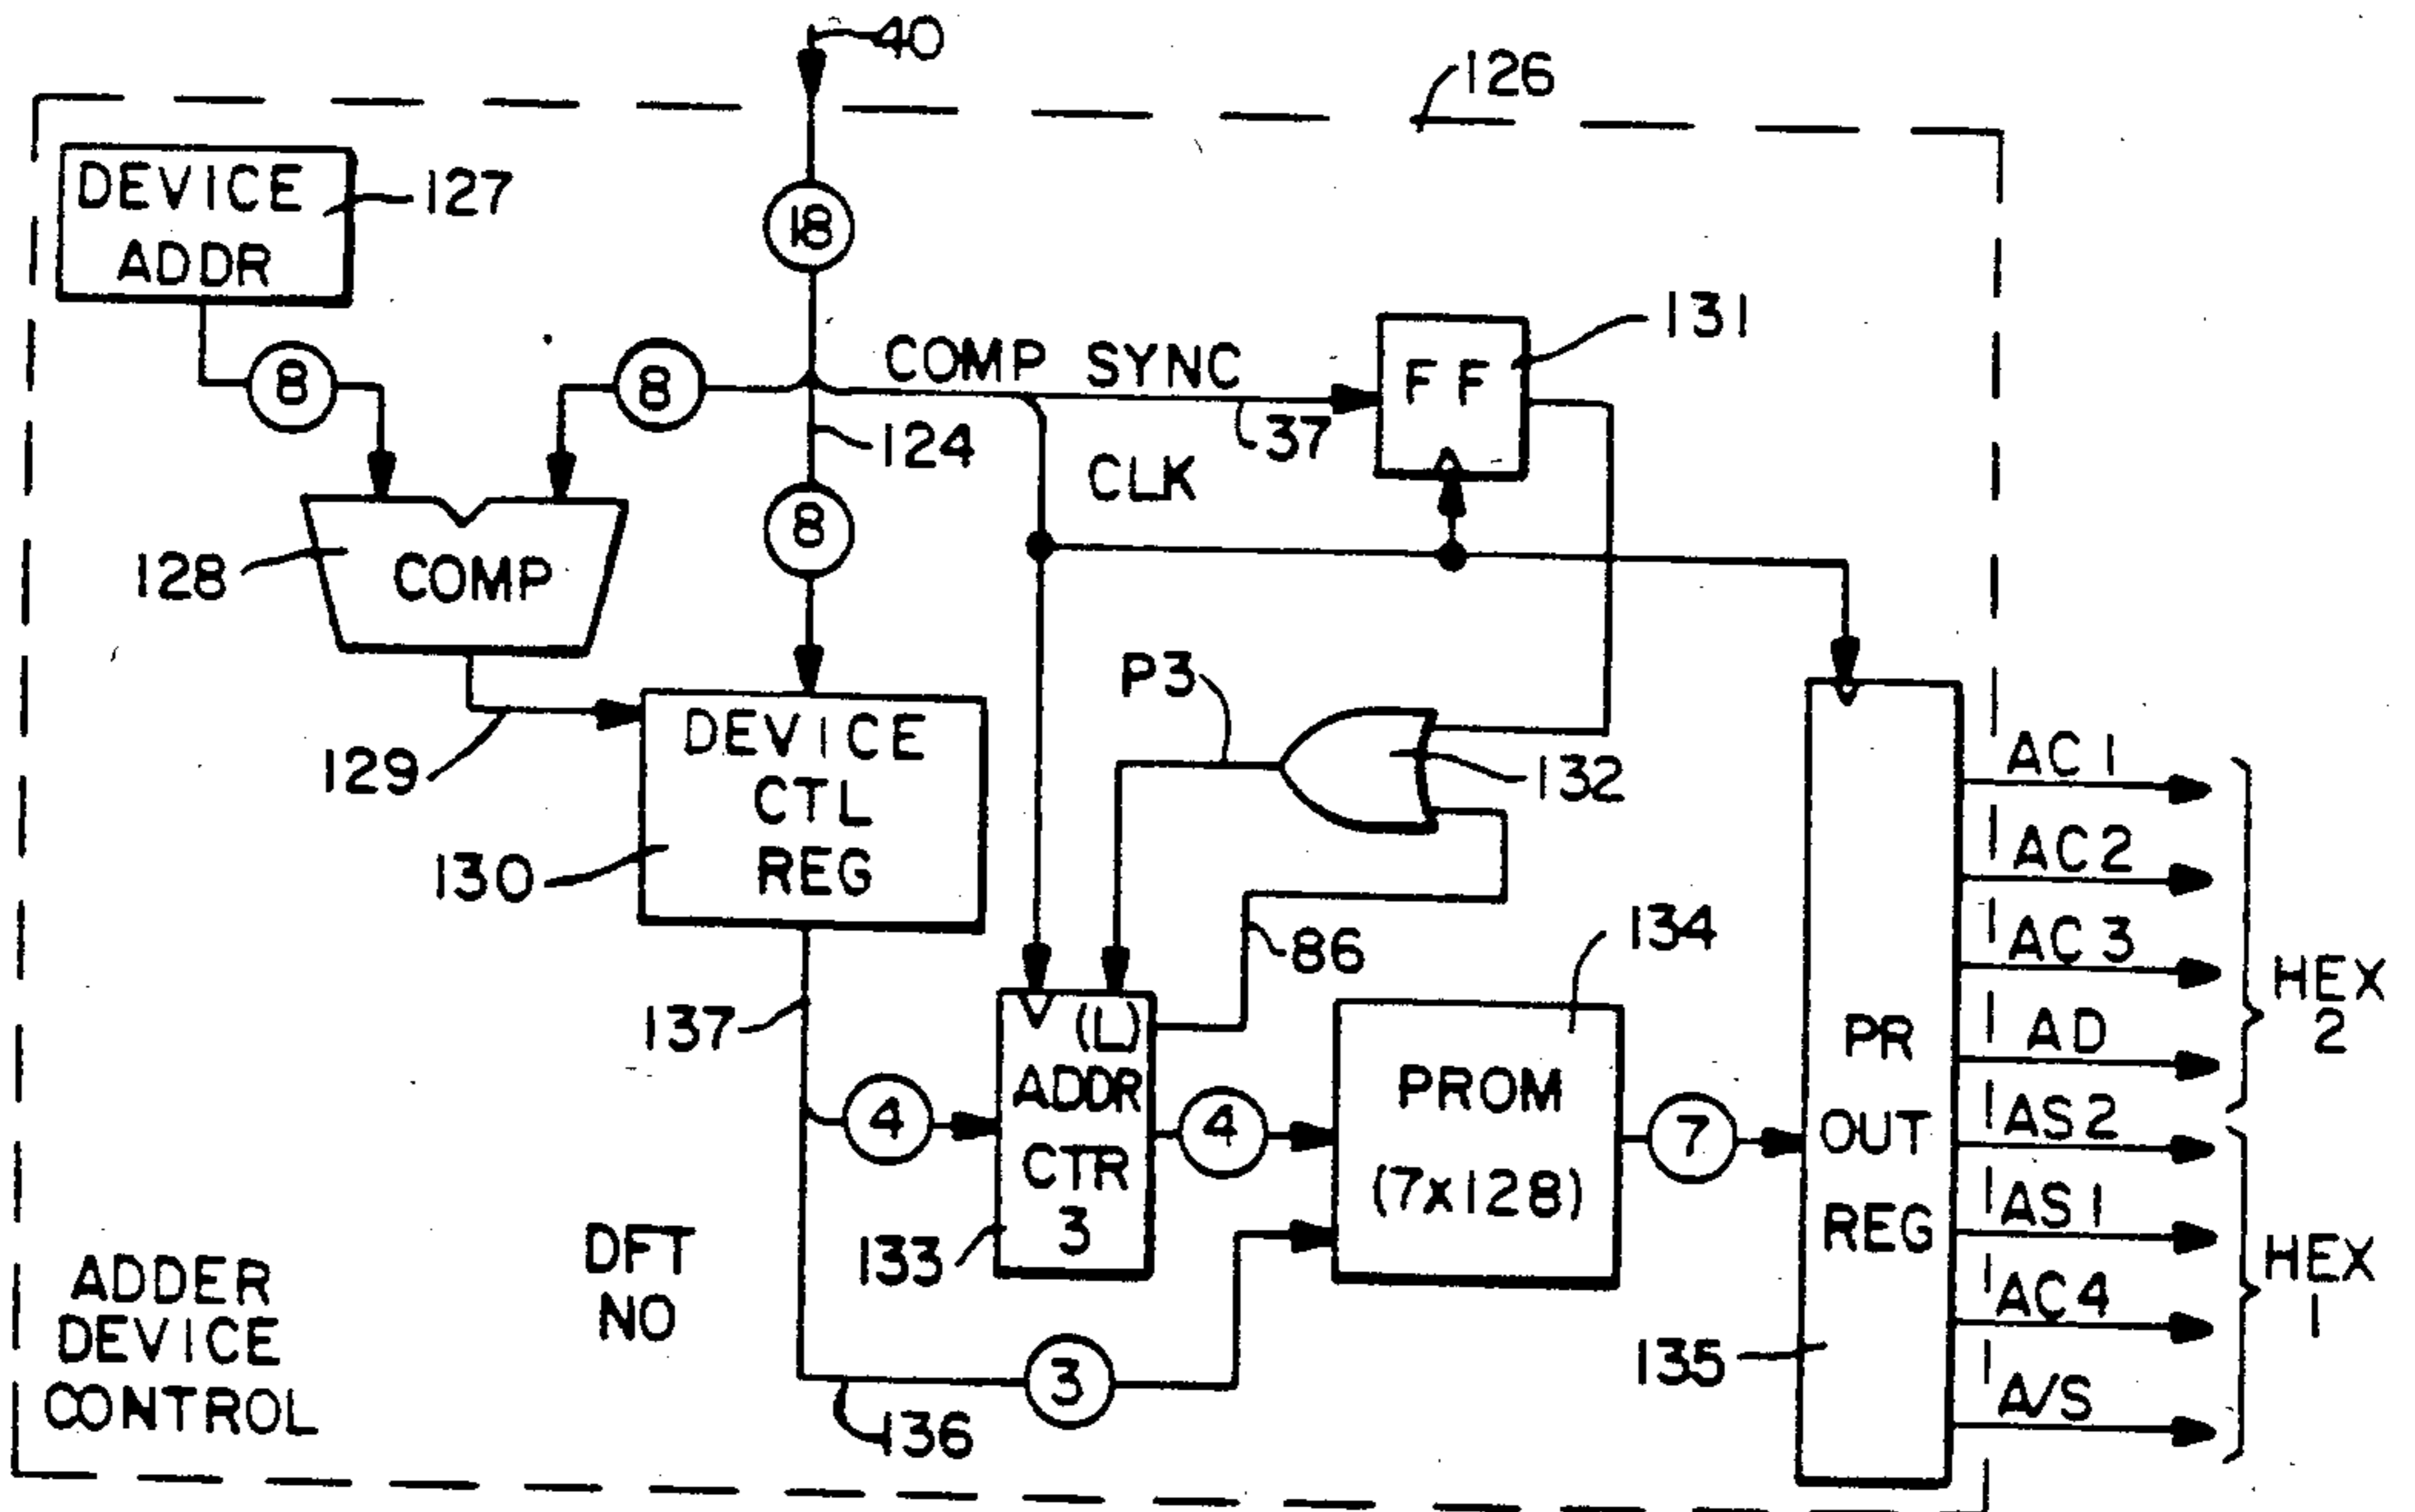 40
126
DEVICE
ADDR
127
18
131
COMP SYNC
FF
8
8
37
124
CLK
8
128
COMP
P3
DEVICE
CTL
REG
129
132
130
AC1
AC2
AC3
AD
AS2
AS1
AC4
A/S
HEX
2
HEX
1
86
134
137
(L)
ADDR
CTR
3
4
4
PROM
(7x128)
7
PR
OUT
REG
133
DFT
NO
135
3
136
ADDER
DEVICE
CONTROL